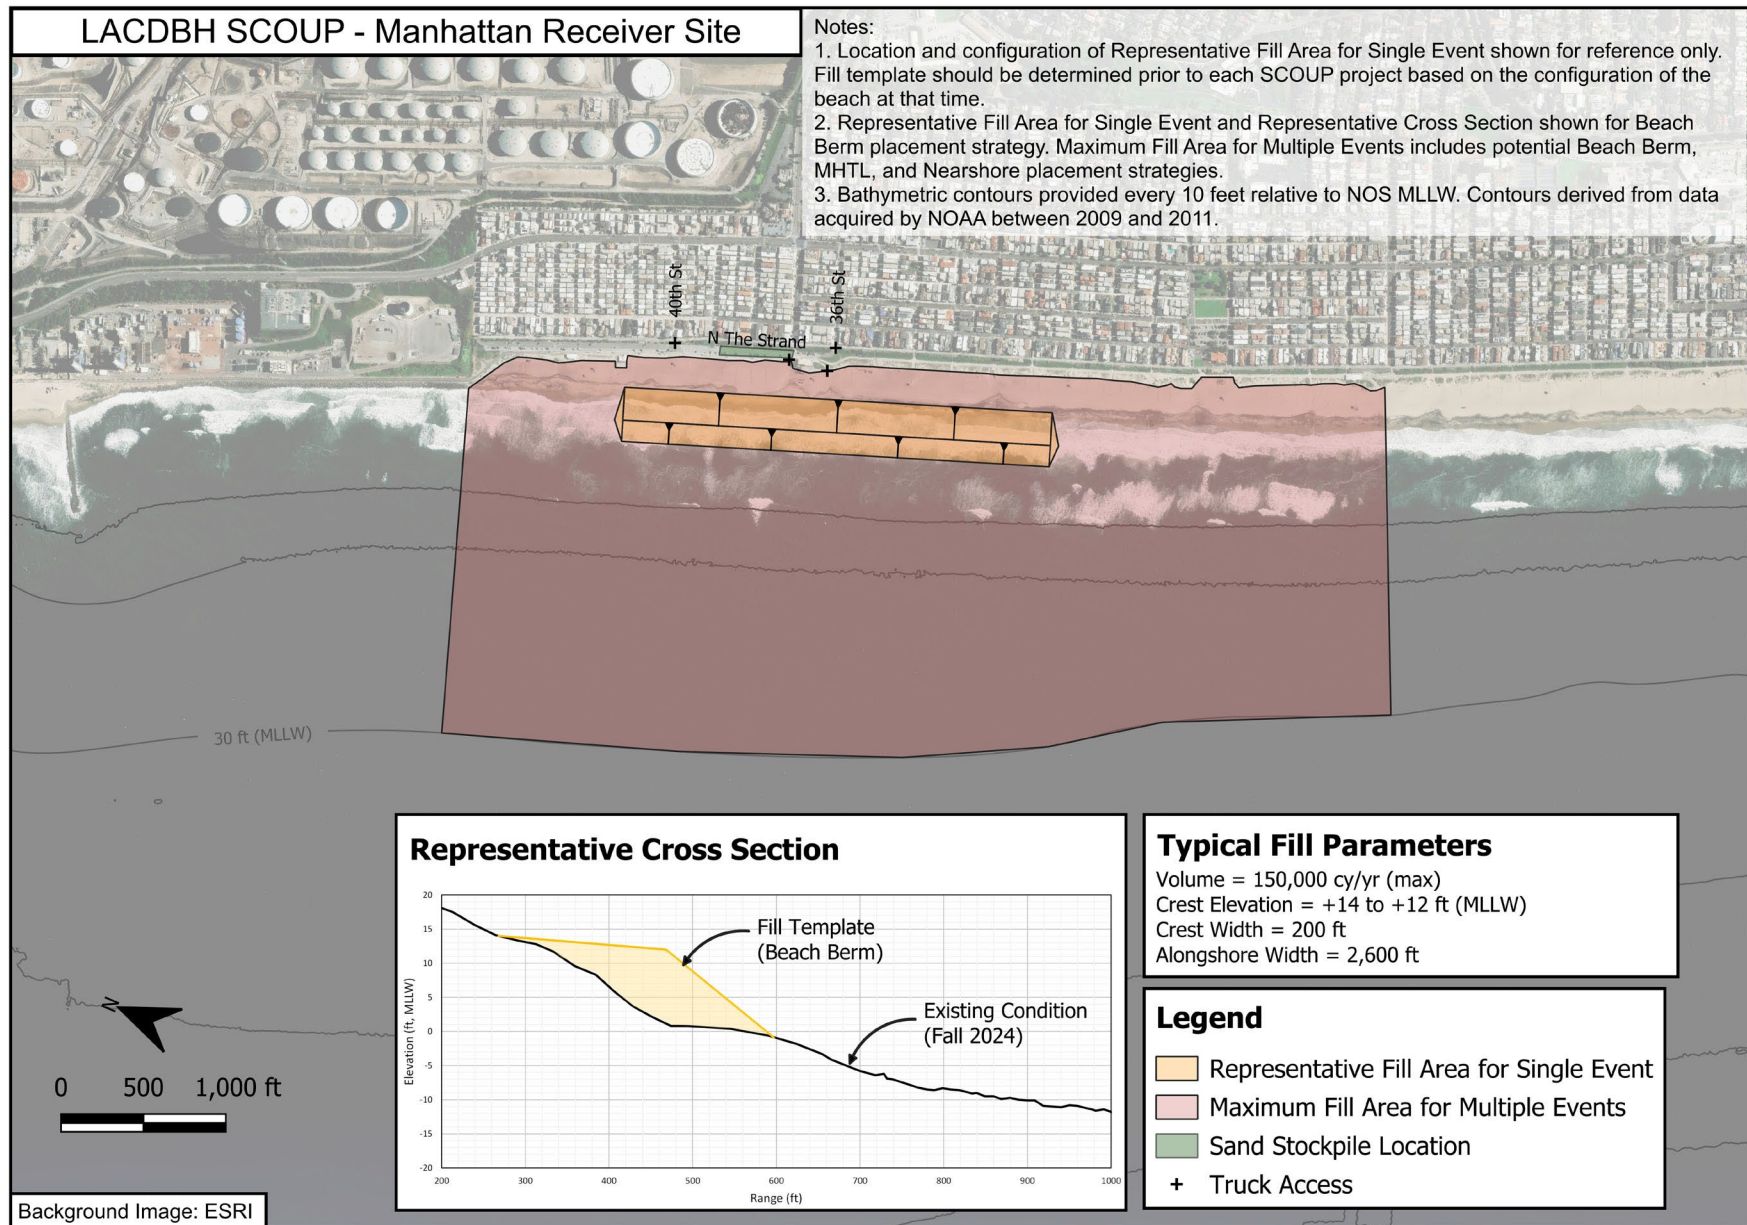 LACDBH SCOUP - Manhattan Receiver Site
Notes:
1. Location and configuration of Representative Fill Area for Single Event shown for reference only.
Fill template should be determined prior to each SCOUP project based on the configuration of the
beach at that time.
2. Representative Fill Area for Single Event and Representative Cross Section shown for Beach
Berm placement strategy. Maximum Fill Area for Multiple Events includes potential Beach Berm,
MHTL, and Nearshore placement strategies.
3. Bathymetric contours provided every 10 feet relative to NOS MLLW. Contours derived from data
acquired by NOAA between 2009 and 2011.
40th St
36th St
N The Strand
30 ft (MLLW)
N
0 500 1,000 ft
Background Image: ESRI
Representative Cross Section
20
15
10
5
0
-5
-10
-15
-20
Elevation (ft, MLLW)
Fill Template
(Beach Berm)
Existing Condition
(Fall 2024)
200 300 400 500 600 700 800 900 1000
Range (ft)
Typical Fill Parameters
Volume = 150,000 cy/yr (max)
Crest Elevation = +14 to +12 ft (MLLW)
Crest Width = 200 ft
Alongshore Width = 2,600 ft
Legend
Representative Fill Area for Single Event
Maximum Fill Area for Multiple Events
Sand Stockpile Location
+ Truck Access